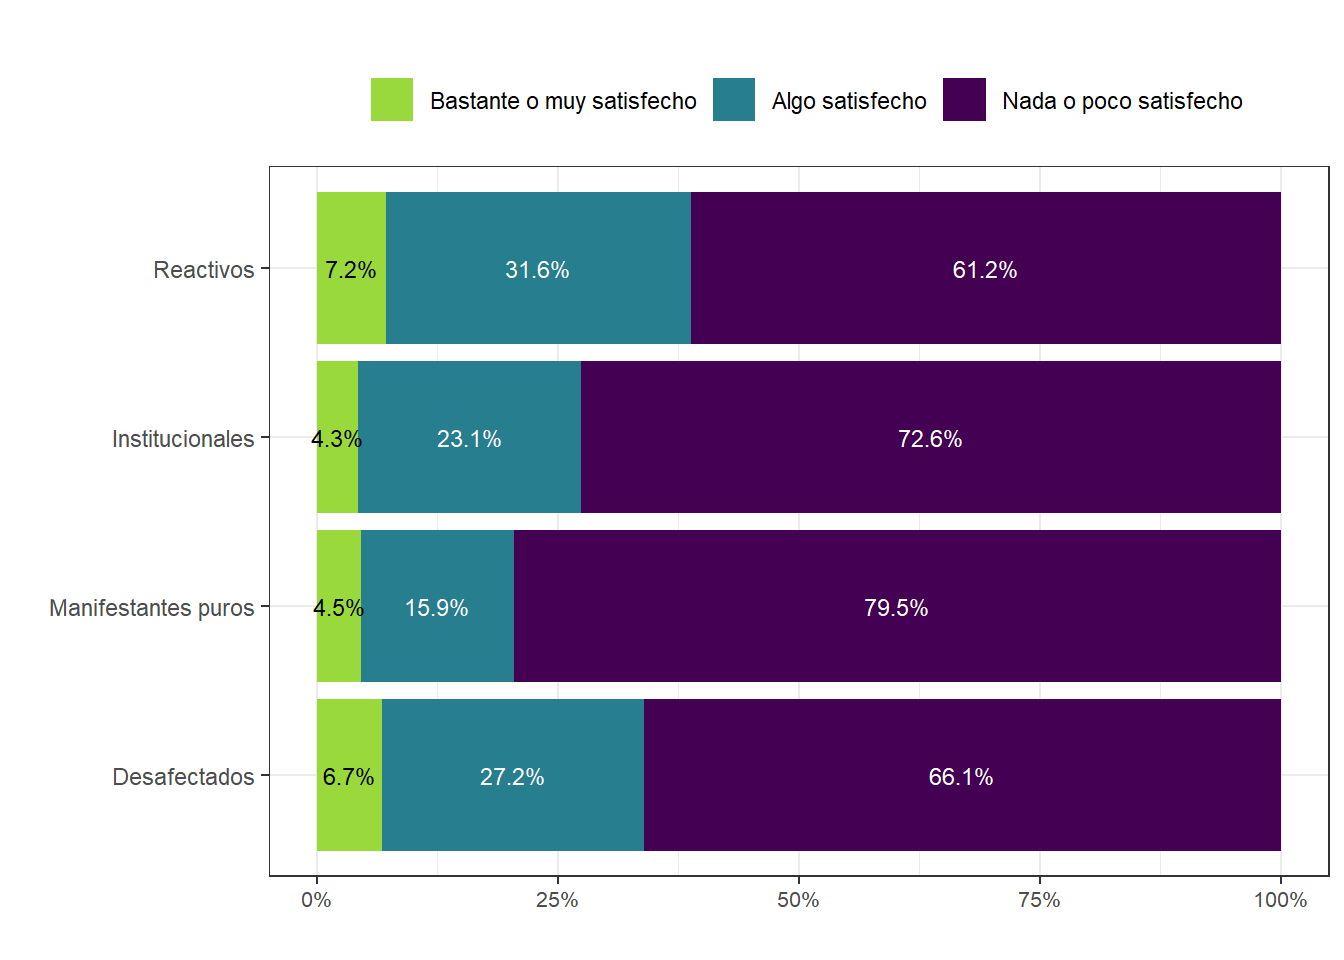 Bastante o muy satisfecho Algo satisfecho Nada o poco satisfecho
Reactivos 7.2% 31.6% 61.2%
Institucionales 4.3% 23.1% 72.6%
Manifestantes puros 4.5% 15.9% 79.5%
Desafectados 6.7% 27.2% 66.1%
0% 25% 50% 75% 100%